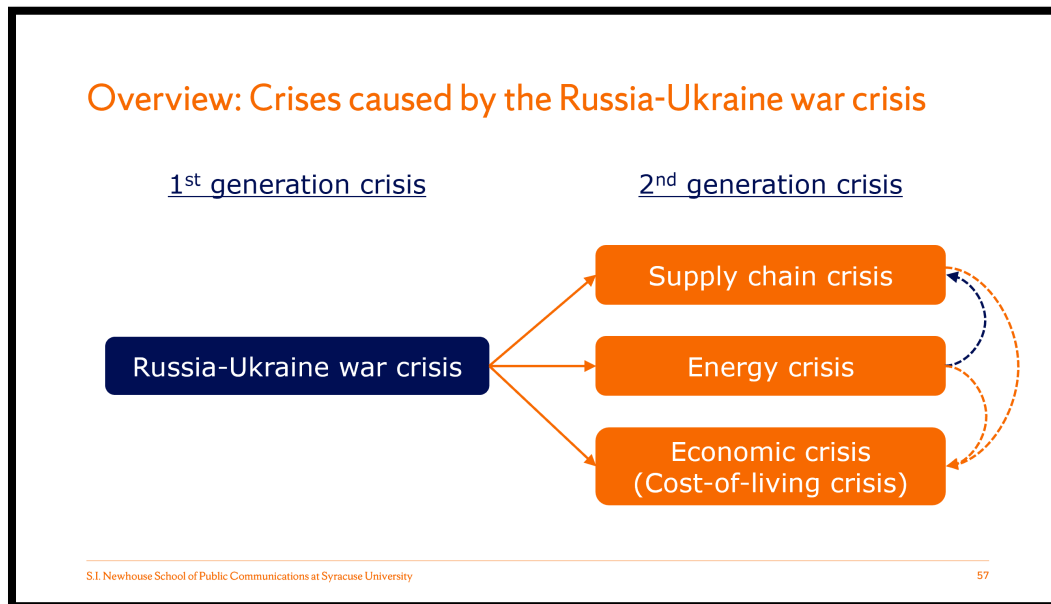 Overview: Crises caused by the Russia-Ukraine war crisis
1st generation crisis
2nd generation crisis
Supply chain crisis
Russia-Ukraine war crisis
Energy crisis
Economic crisis
(Cost-of-living crisis)
S.I. Newhouse School of Public Communications at Syracuse University
57